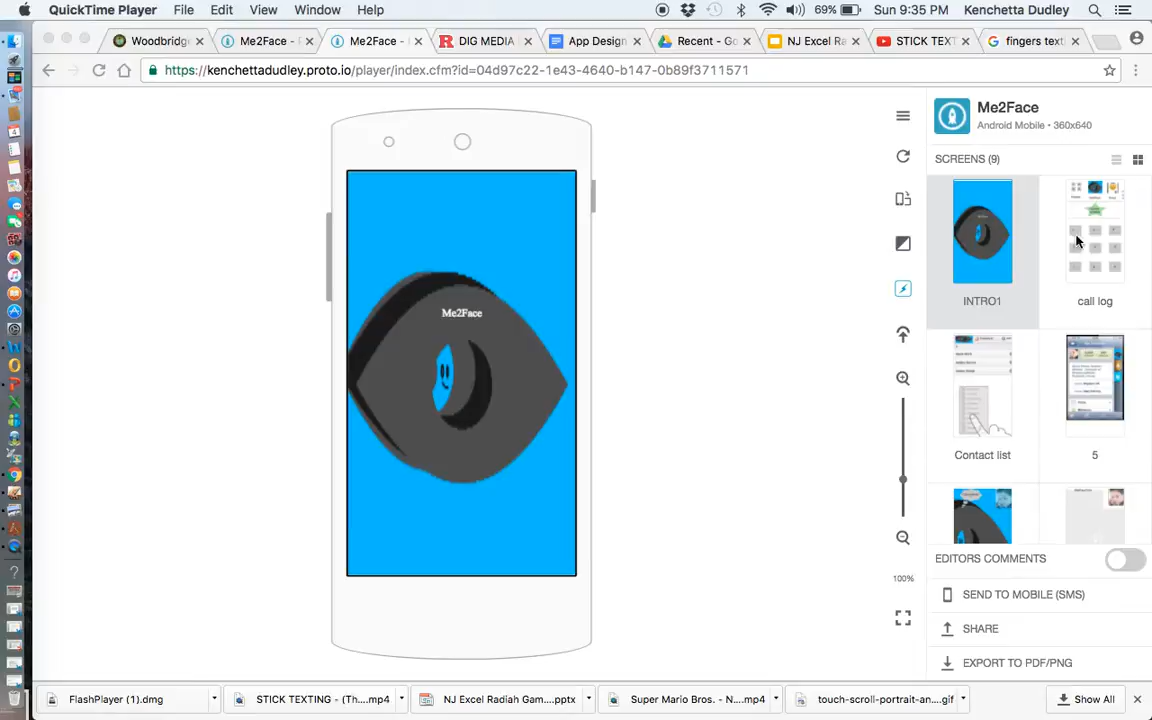 QuickTime Player File Edit View Window Help 69% Sun 9:35 PM Kenchetta Dudley
Woodbridg Me2Face - Me2Face - DIG MEDIA App Design Recent - Go NJ Excel Ra STICK TEXT fingers text
https://kenchettadudley.proto.io/player/index.cfm?id=04d97c22-1e43-4640-b147-0b89f3711571
Me2Face
Android Mobile • 360x640
SCREENS (9)
Me2Face
INTRO1 call log
Contact list 5
EDITORS COMMENTS
100%
SEND TO MOBILE (SMS)
SHARE
EXPORT TO PDF/PNG
FlashPlayer (1).dmg STICK TEXTING - (Th....mp4 NJ Excel Radiah Gam....pptx Super Mario Bros. - N....mp4 touch-scroll-portrait-an....gif Show All